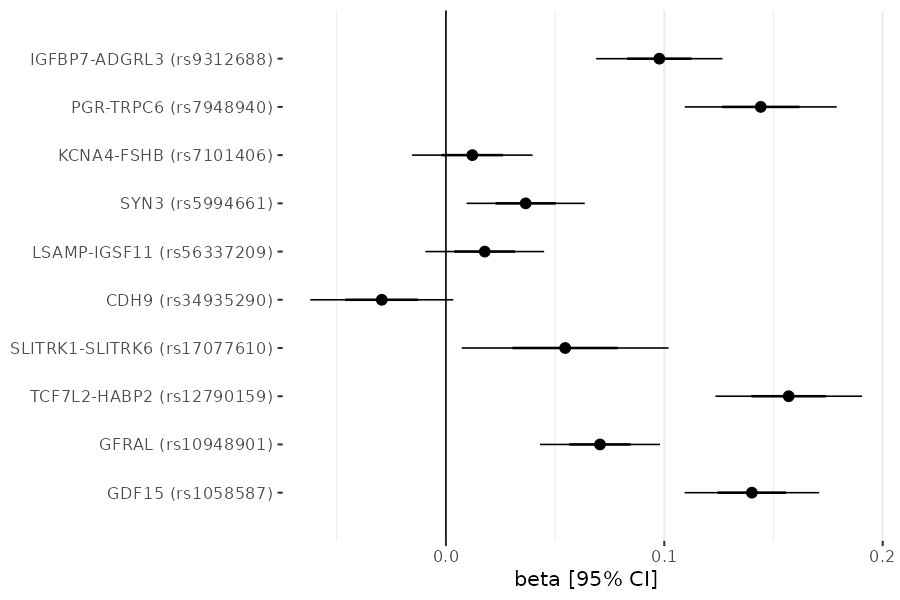 IGFBP7-ADGRL3 (rs9312688)
PGR-TRPC6 (rs7948940)
KCNA4-FSHB (rs7101406)
SYN3 (rs5994661)
LSAMP-IGSF11 (rs56337209)
CDH9 (rs34935290)
SLITRK1-SLITRK6 (rs17077610)
TCF7L2-HABP2 (rs12790159)
GFRAL (rs10948901)
GDF15 (rs1058587)
0.0 0.1 0.2
beta [95% CI]